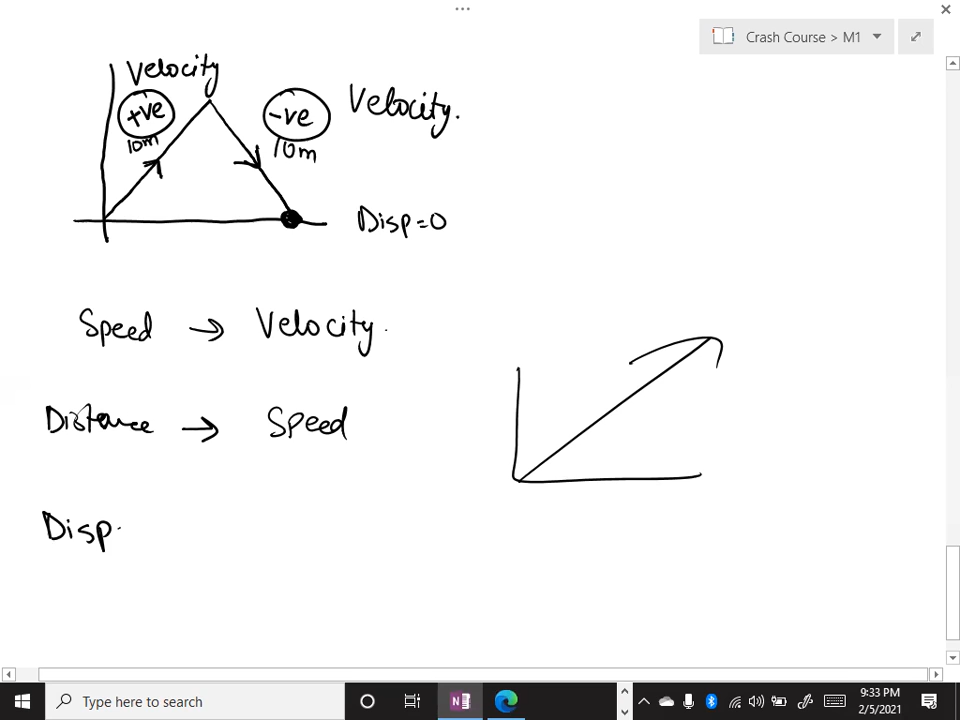 Crash Course > M1
Velocity
+ve
10m
-ve
10m
Velocity.
Disp=0
Speed → Velocity.
Distance → Speed
Disp.
Type here to search
9:33 PM
2/5/2021